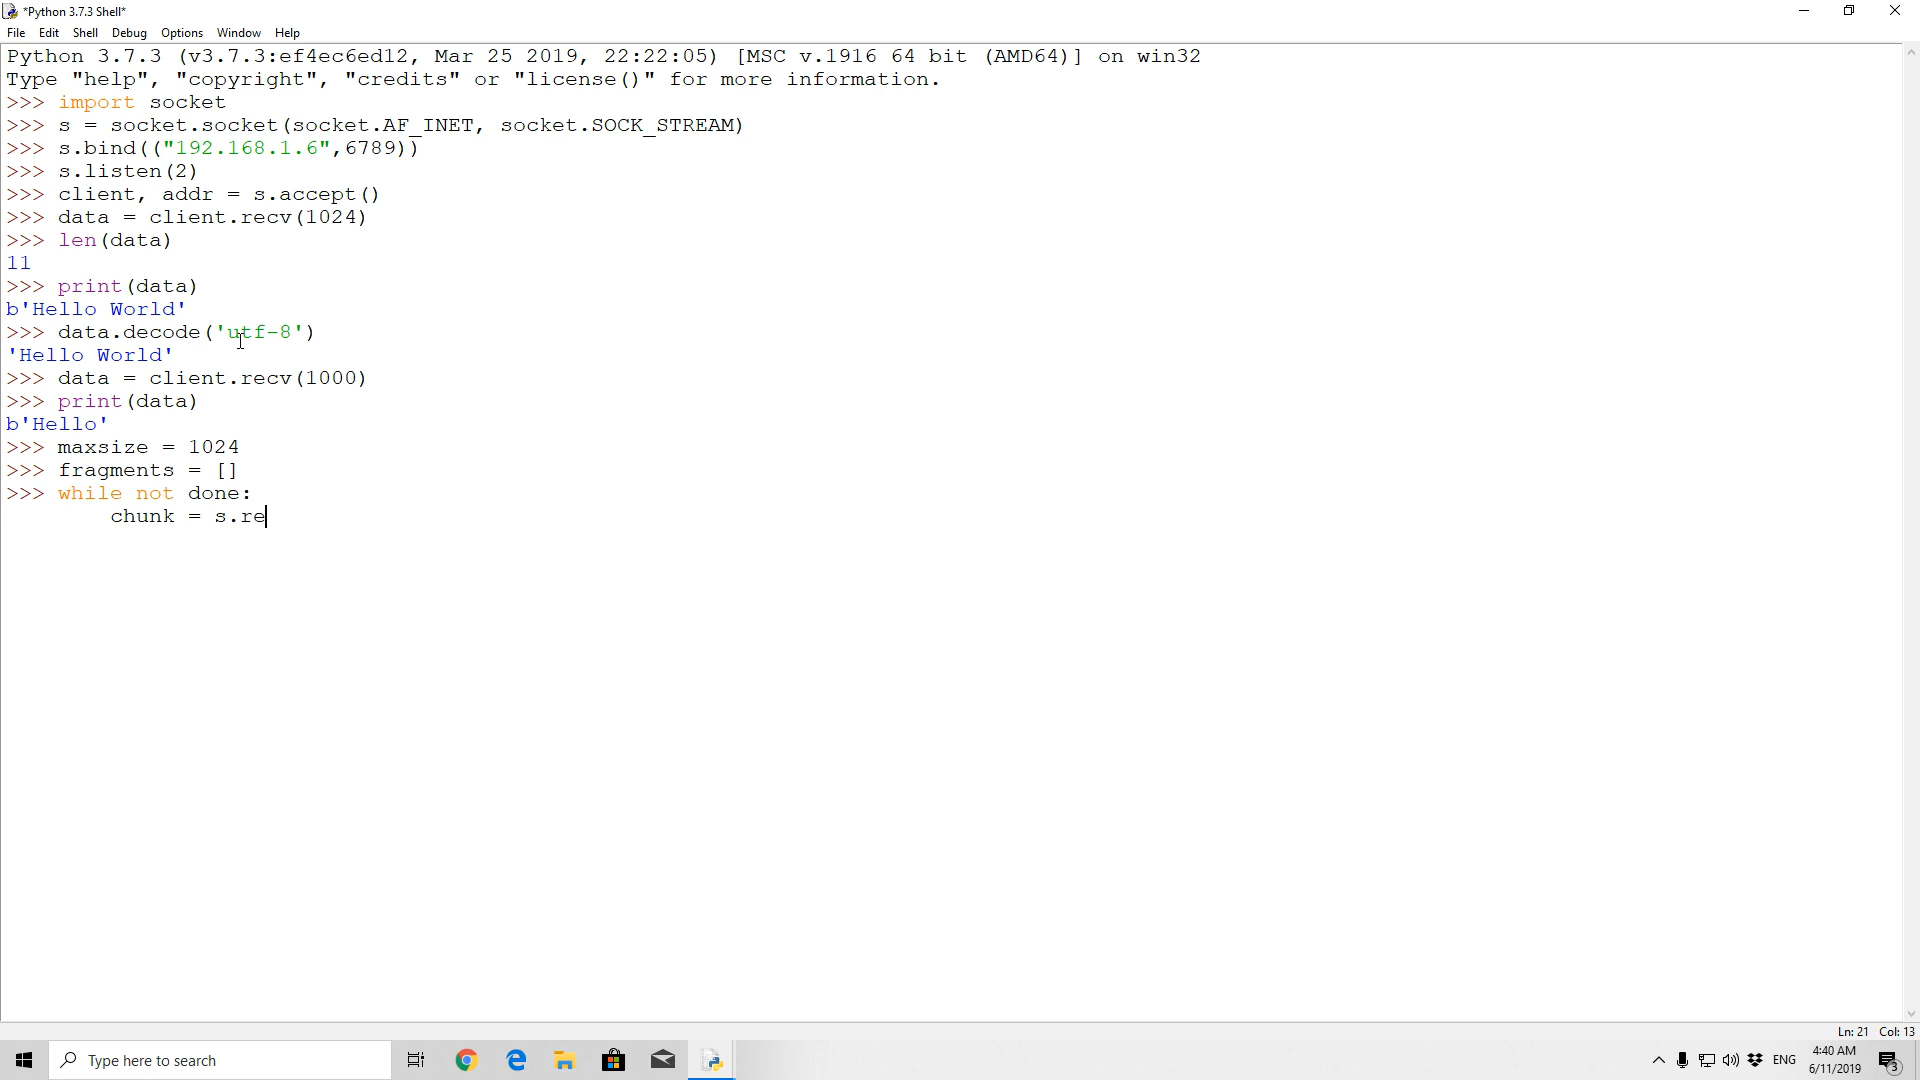 *Python 3.7.3 Shell*
File Edit Shell Debug Options Window Help
Python 3.7.3 (v3.7.3:ef4ec6ed12, Mar 25 2019, 22:22:05) [MSC v.1916 64 bit (AMD64)] on win32
Type "help", "copyright", "credits" or "license()" for more information.
>>> import socket
>>> s = socket.socket(socket.AF_INET, socket.SOCK_STREAM)
>>> s.bind(("192.168.1.6",6789))
>>> s.listen(2)
>>> client, addr = s.accept()
>>> data = client.recv(1024)
>>> len(data)
11
>>> print(data)
b'Hello World'
>>> data.decode('utf-8')
'Hello World'
>>> data = client.recv(1000)
>>> print(data)
b'Hello'
>>> maxsize = 1024
>>> fragments = []
>>> while not done:
        chunk = s.re
Ln: 21 Col: 13
Type here to search
ENG
4:40 AM
6/11/2019
3